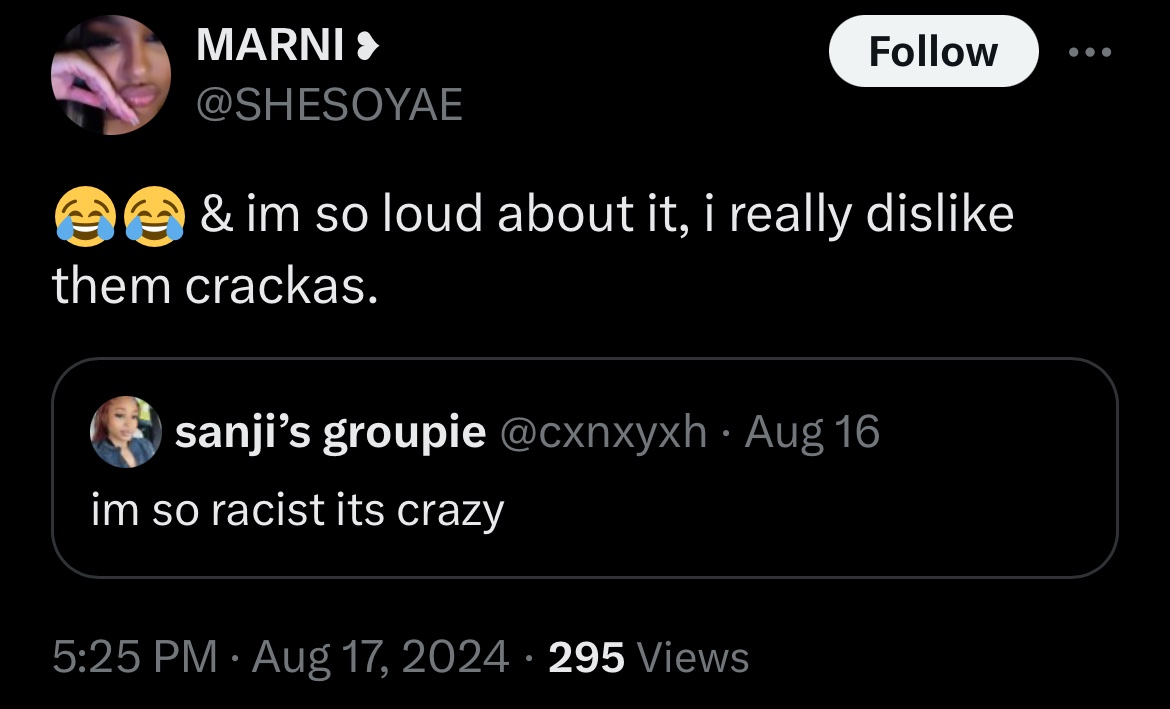 MARNI ❥
Follow
@SHESOYAE
😂😂 & im so loud about it, i really dislike
them crackas.
sanji’s groupie @cxnxyxh · Aug 16
im so racist its crazy
5:25 PM · Aug 17, 2024 · 295 Views